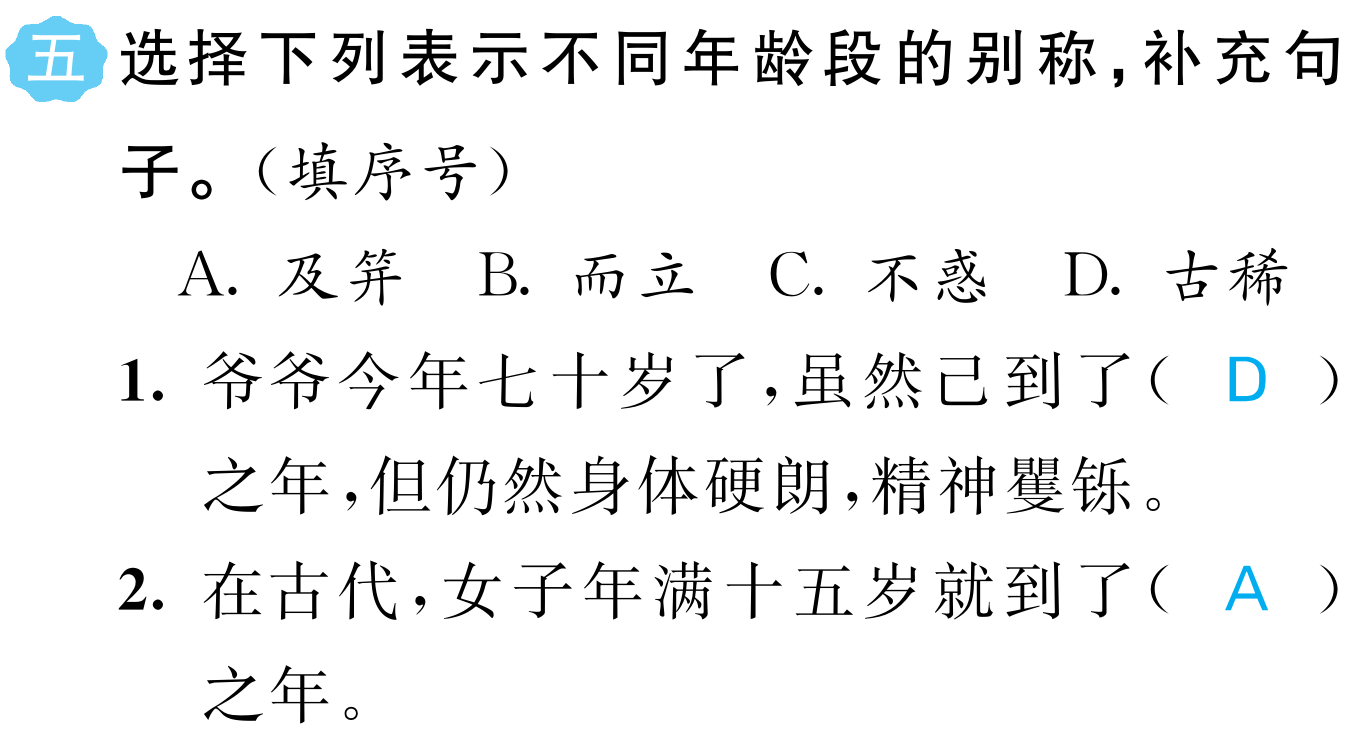 五 选择下列表示不同年龄段的别称,补充句
子。(填序号)
A. 及笄 B. 而立 C. 不惑 D. 古稀
1. 爷爷今年七十岁了,虽然已到了( D )
之年,但仍然身体硬朗,精神矍铄。
2. 在古代,女子年满十五岁就到了( A )
之年。